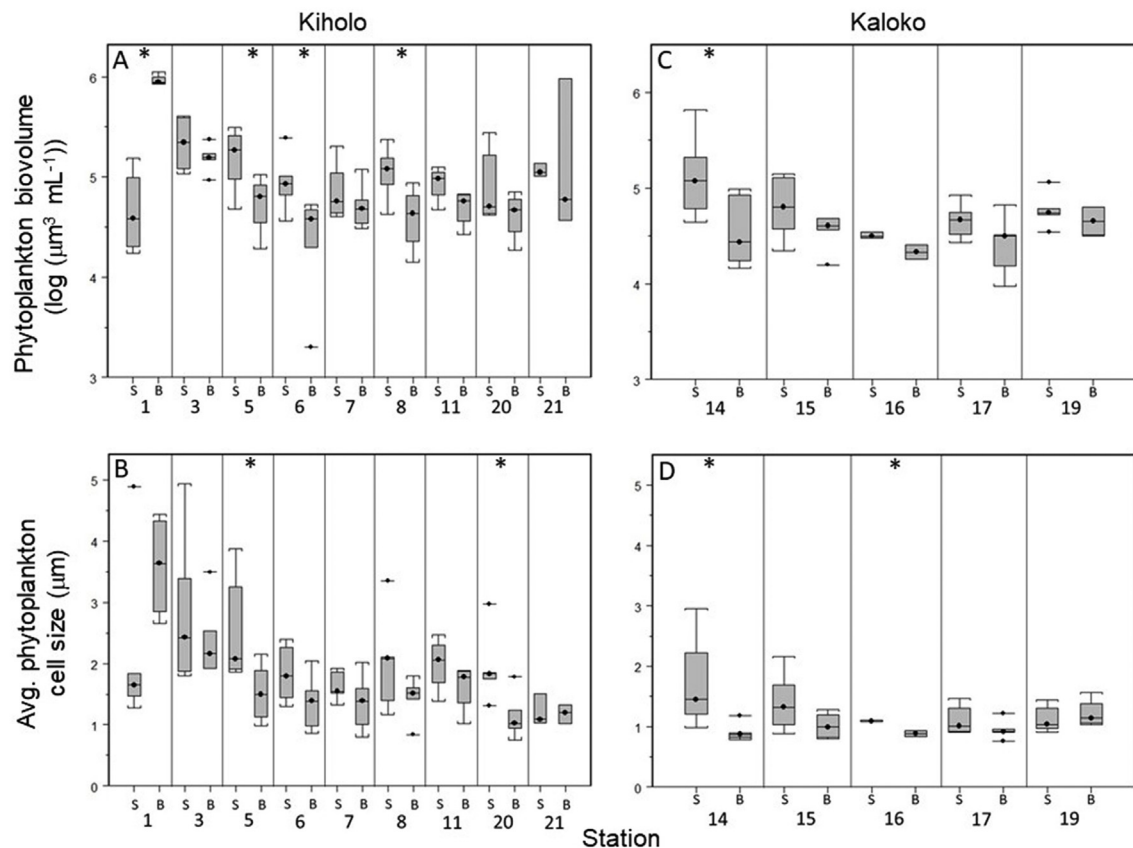 Kiholo
Kaloko
Phytoplankton biovolume
(log (µm³ mL⁻¹))
A
*
*
*
*
6
5
4
3
S B S B S B S B S B S B S B S B S B
1 3 5 6 7 8 11 20 21
C
*
6
5
4
3
S B S B S B S B S B
14 15 16 17 19
Avg. phytoplankton
cell size (µm)
B
*
*
5
4
3
2
1
0
S B S B S B S B S B S B S B S B S B
1 3 5 6 7 8 11 20 21
D
*
*
5
4
3
2
1
0
S B S B S B S B S B
14 15 16 17 19
Station